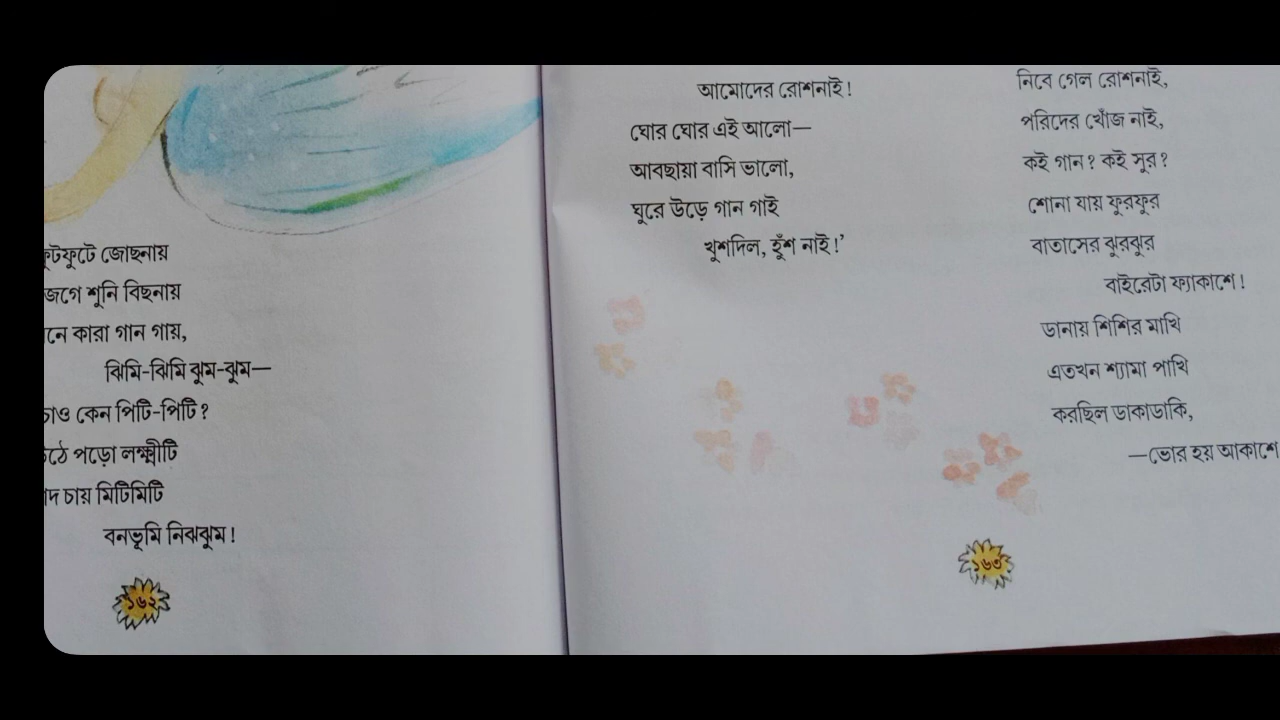 জোছনায়
শুনি বিছনায়
কারা গান গায়,
ঝিমি-ঝিমি ঝুম-ঝুম—
কেন পিটি-পিটি?
পড়ো লক্ষ্মীটি
চায় মিটিমিটি
বনভূমি নিঝঝুম!
১৬২
আমোদের রোশনাই!
ঘোর ঘোর এই আলো—
আবছায়া বাসি ভালো,
ঘুরে উড়ে গান গাই
খুশদিল, হুঁশ নাই!’
নিবে গেল রোশনাই,
পরিদের খোঁজ নাই,
কই গান? কই সুর?
শোনা যায় ফুরফুর
বাতাসের ঝুরঝুর
বাইরেটা ফ্যাকাশে!
ডানায় শিশির মাখি
এতখন শ্যামা পাখি
করছিল ডাকাডাকি,
—ভোর হয় আকাশে
১৬৩